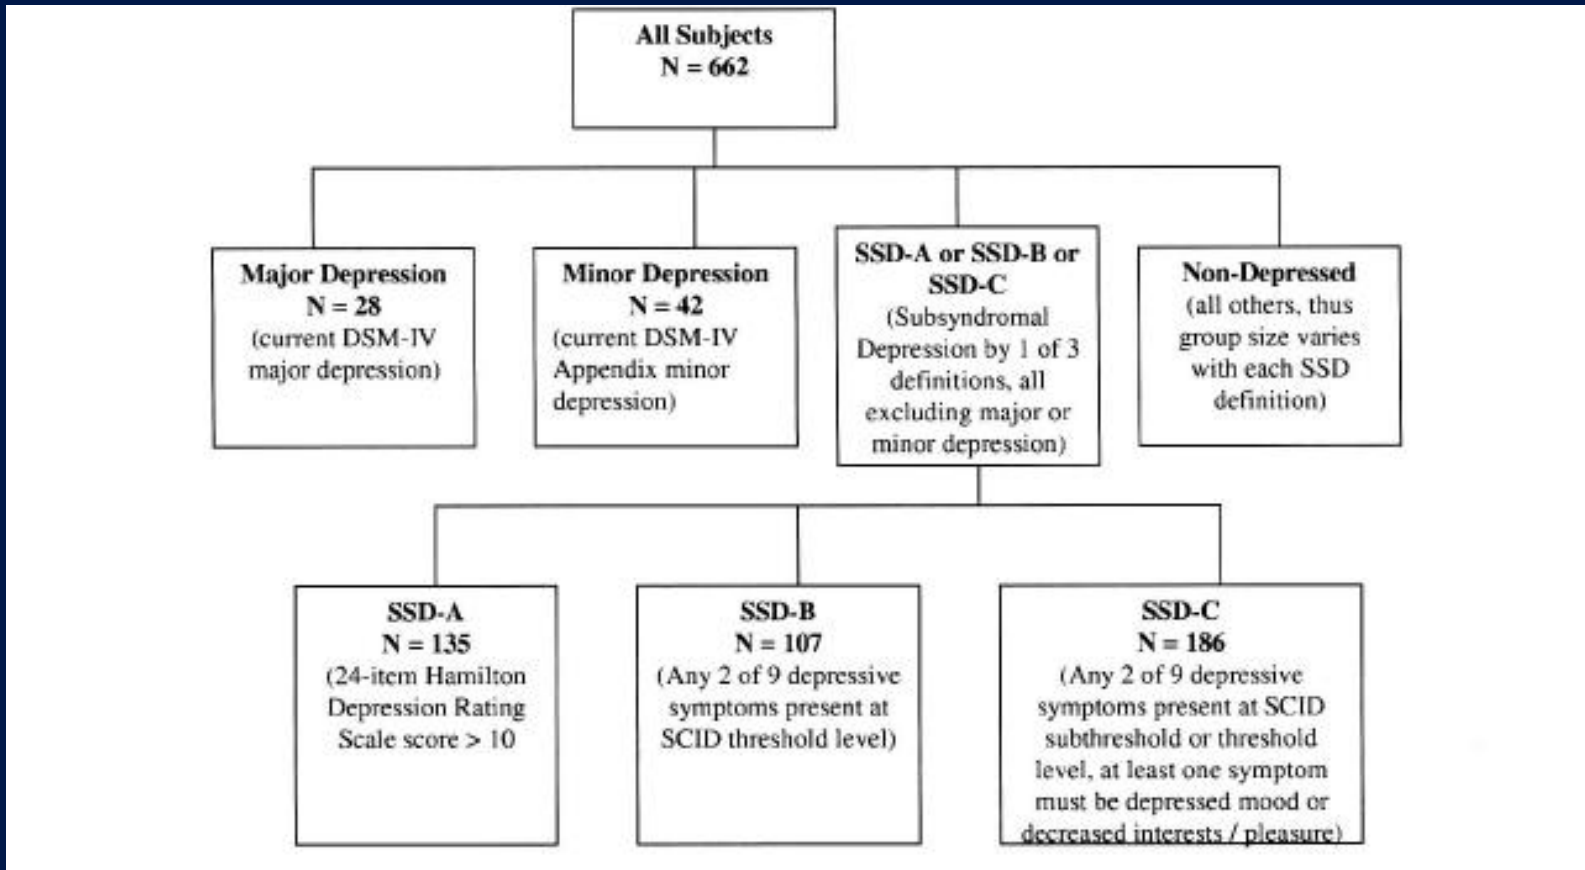 All Subjects
N = 662
Major Depression
N = 28
(current DSM-IV
major depression)
Minor Depression
N = 42
(current DSM-IV
Appendix minor
depression)
SSD-A or SSD-B or
SSD-C
(Subsyndromal
Depression by 1 of 3
definitions, all
excluding major or
minor depression)
Non-Depressed
(all others, thus
group size varies
with each SSD
definition)
SSD-A
N = 135
(24-item Hamilton
Depression Rating
Scale score > 10
SSD-B
N = 107
(Any 2 of 9 depressive
symptoms present at
SCID threshold level)
SSD-C
N = 186
(Any 2 of 9 depressive
symptoms present at SCID
subthreshold or threshold
level, at least one symptom
must be depressed mood or
decreased interests / pleasure)